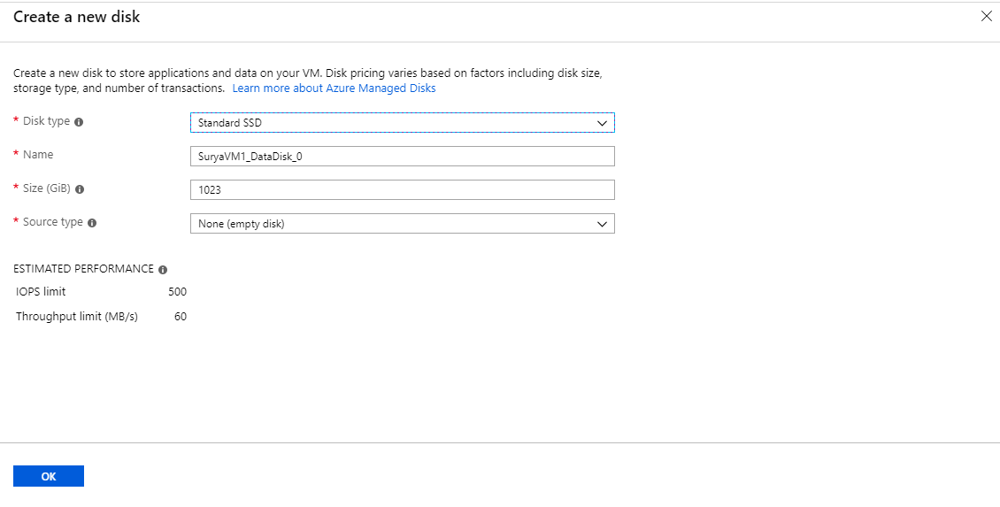 Create a new disk
Create a new disk to store applications and data on your VM. Disk pricing varies based on factors including disk size,
storage type, and number of transactions. Learn more about Azure Managed Disks
* Disk type Standard SSD
* Name SuryaVM1_DataDisk_0
* Size (GiB) 1023
* Source type None (empty disk)
ESTIMATED PERFORMANCE
IOPS limit 500
Throughput limit (MB/s) 60
OK